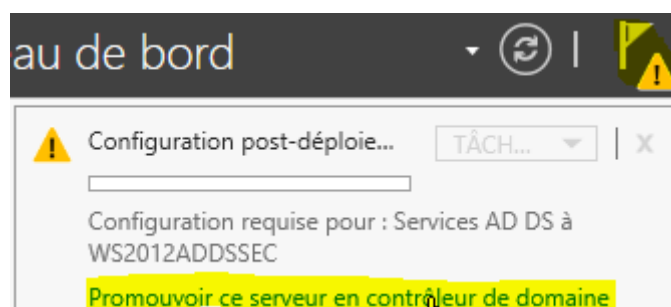 au de bord
Configuration post-déploie... TÂCH... X
Configuration requise pour : Services AD DS à
WS2012ADDSSEC
Promouvoir ce serveur en contrôleur de domaine